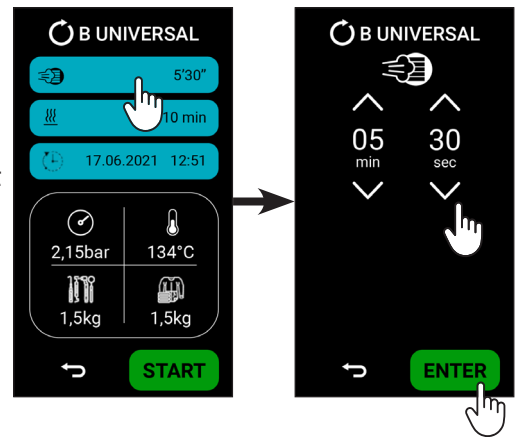 B UNIVERSAL
5'30"
10 min
17.06.2021 12:51
2,15bar 134°C
1,5kg 1,5kg
START
B UNIVERSAL
05 30
min sec
ENTER